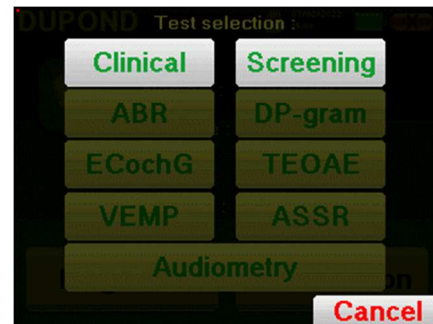 DUPOND Test selection :
Clinical Screening
ABR DP-gram
ECochG TEOAE
VEMP ASSR
Audiometry
Cancel